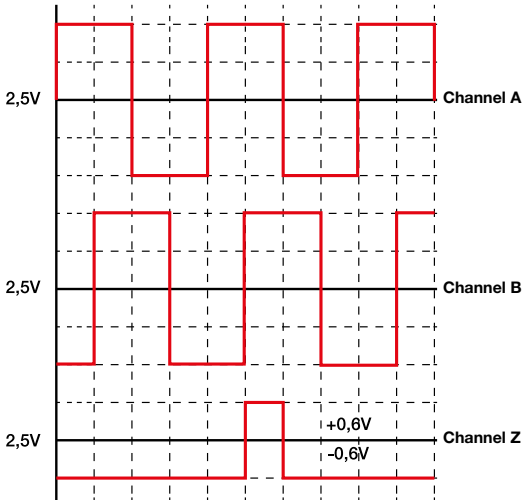 2,5V Channel A
2,5V Channel B
+0,6V
2,5V Channel Z
-0,6V